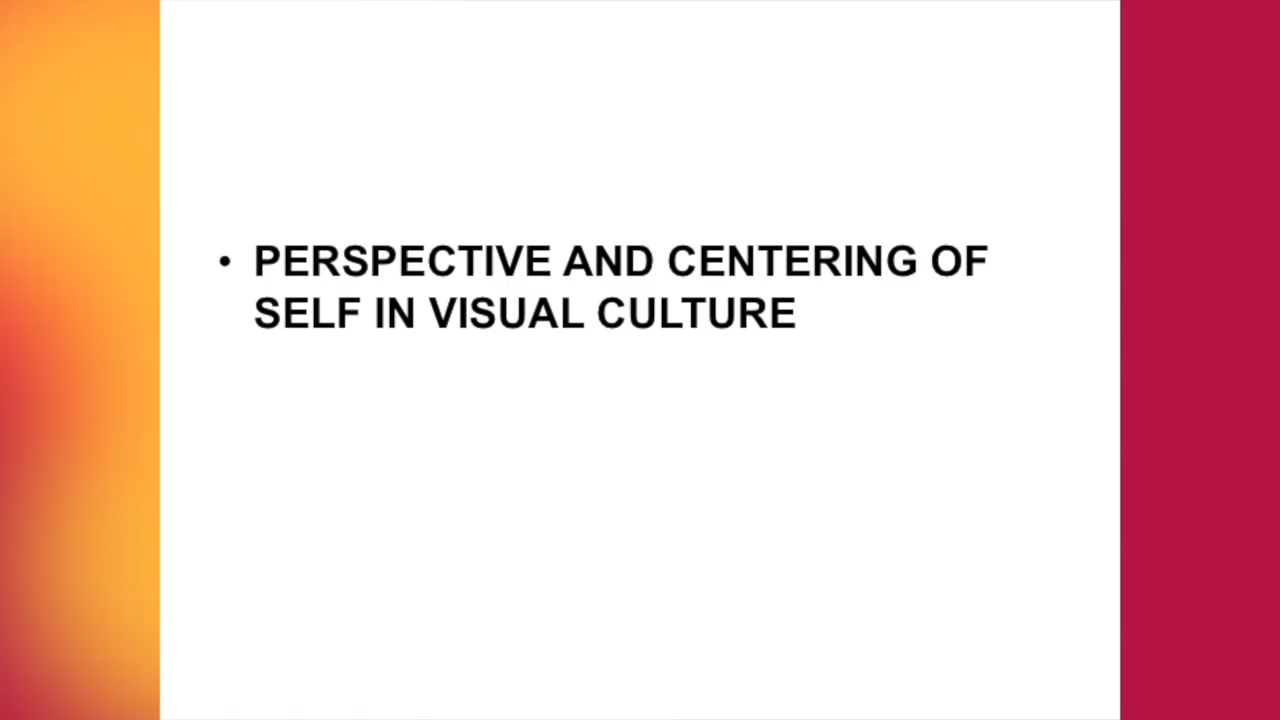 • PERSPECTIVE AND CENTERING OF
SELF IN VISUAL CULTURE